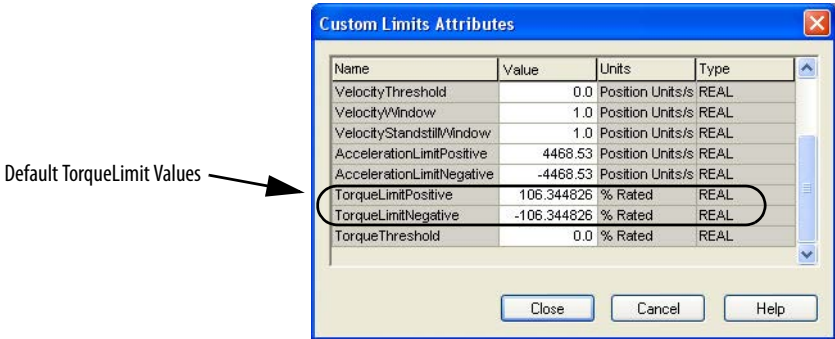 Custom Limits Attributes
Name Value Units Type
VelocityThreshold 0.0 Position Units/s REAL
VelocityWindow 1.0 Position Units/s REAL
VelocityStandstillWindow 1.0 Position Units/s REAL
AccelerationLimitPositive 4468.53 Position Units/s REAL
AccelerationLimitNegative -4468.53 Position Units/s REAL
Default TorqueLimit Values
TorqueLimitPositive 106.344826 % Rated REAL
TorqueLimitNegative -106.344826 % Rated REAL
TorqueThreshold 0.0 % Rated REAL
Close Cancel Help